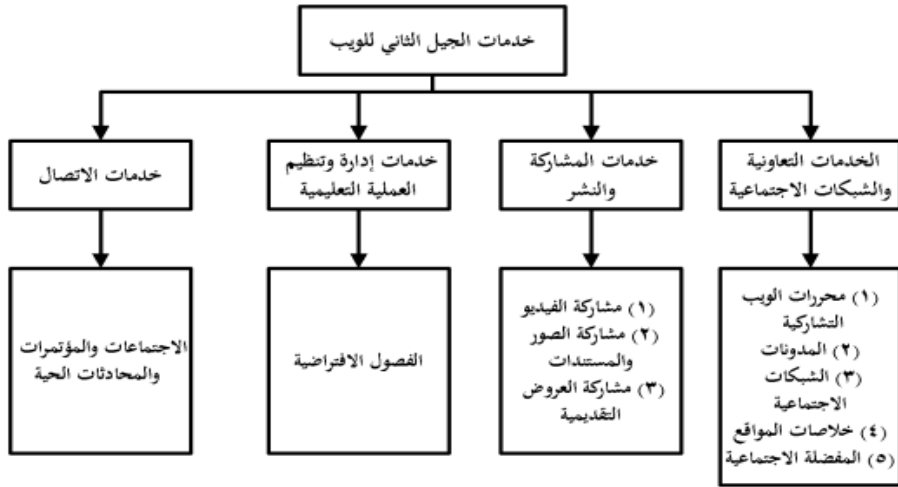 خدمات الجيل الثاني للويب
الخدمات التعاونية
والشبكات الاجتماعية
خدمات المشاركة
والنشر
خدمات إدارة وتنظيم
العملية التعليمية
خدمات الاتصال
(١) محررات الويب
التشاركية
(٢) المدونات
(٣) الشبكات
الاجتماعية
(٤) خلاصات المواقع
(٥) المفضلة الاجتماعية
(١) مشاركة الفيديو
(٢) مشاركة الصور
والمستندات
(٣) مشاركة العروض
التقديمية
الفصول الافتراضية
الاجتماعات والمؤتمرات
والمحادثات الحية